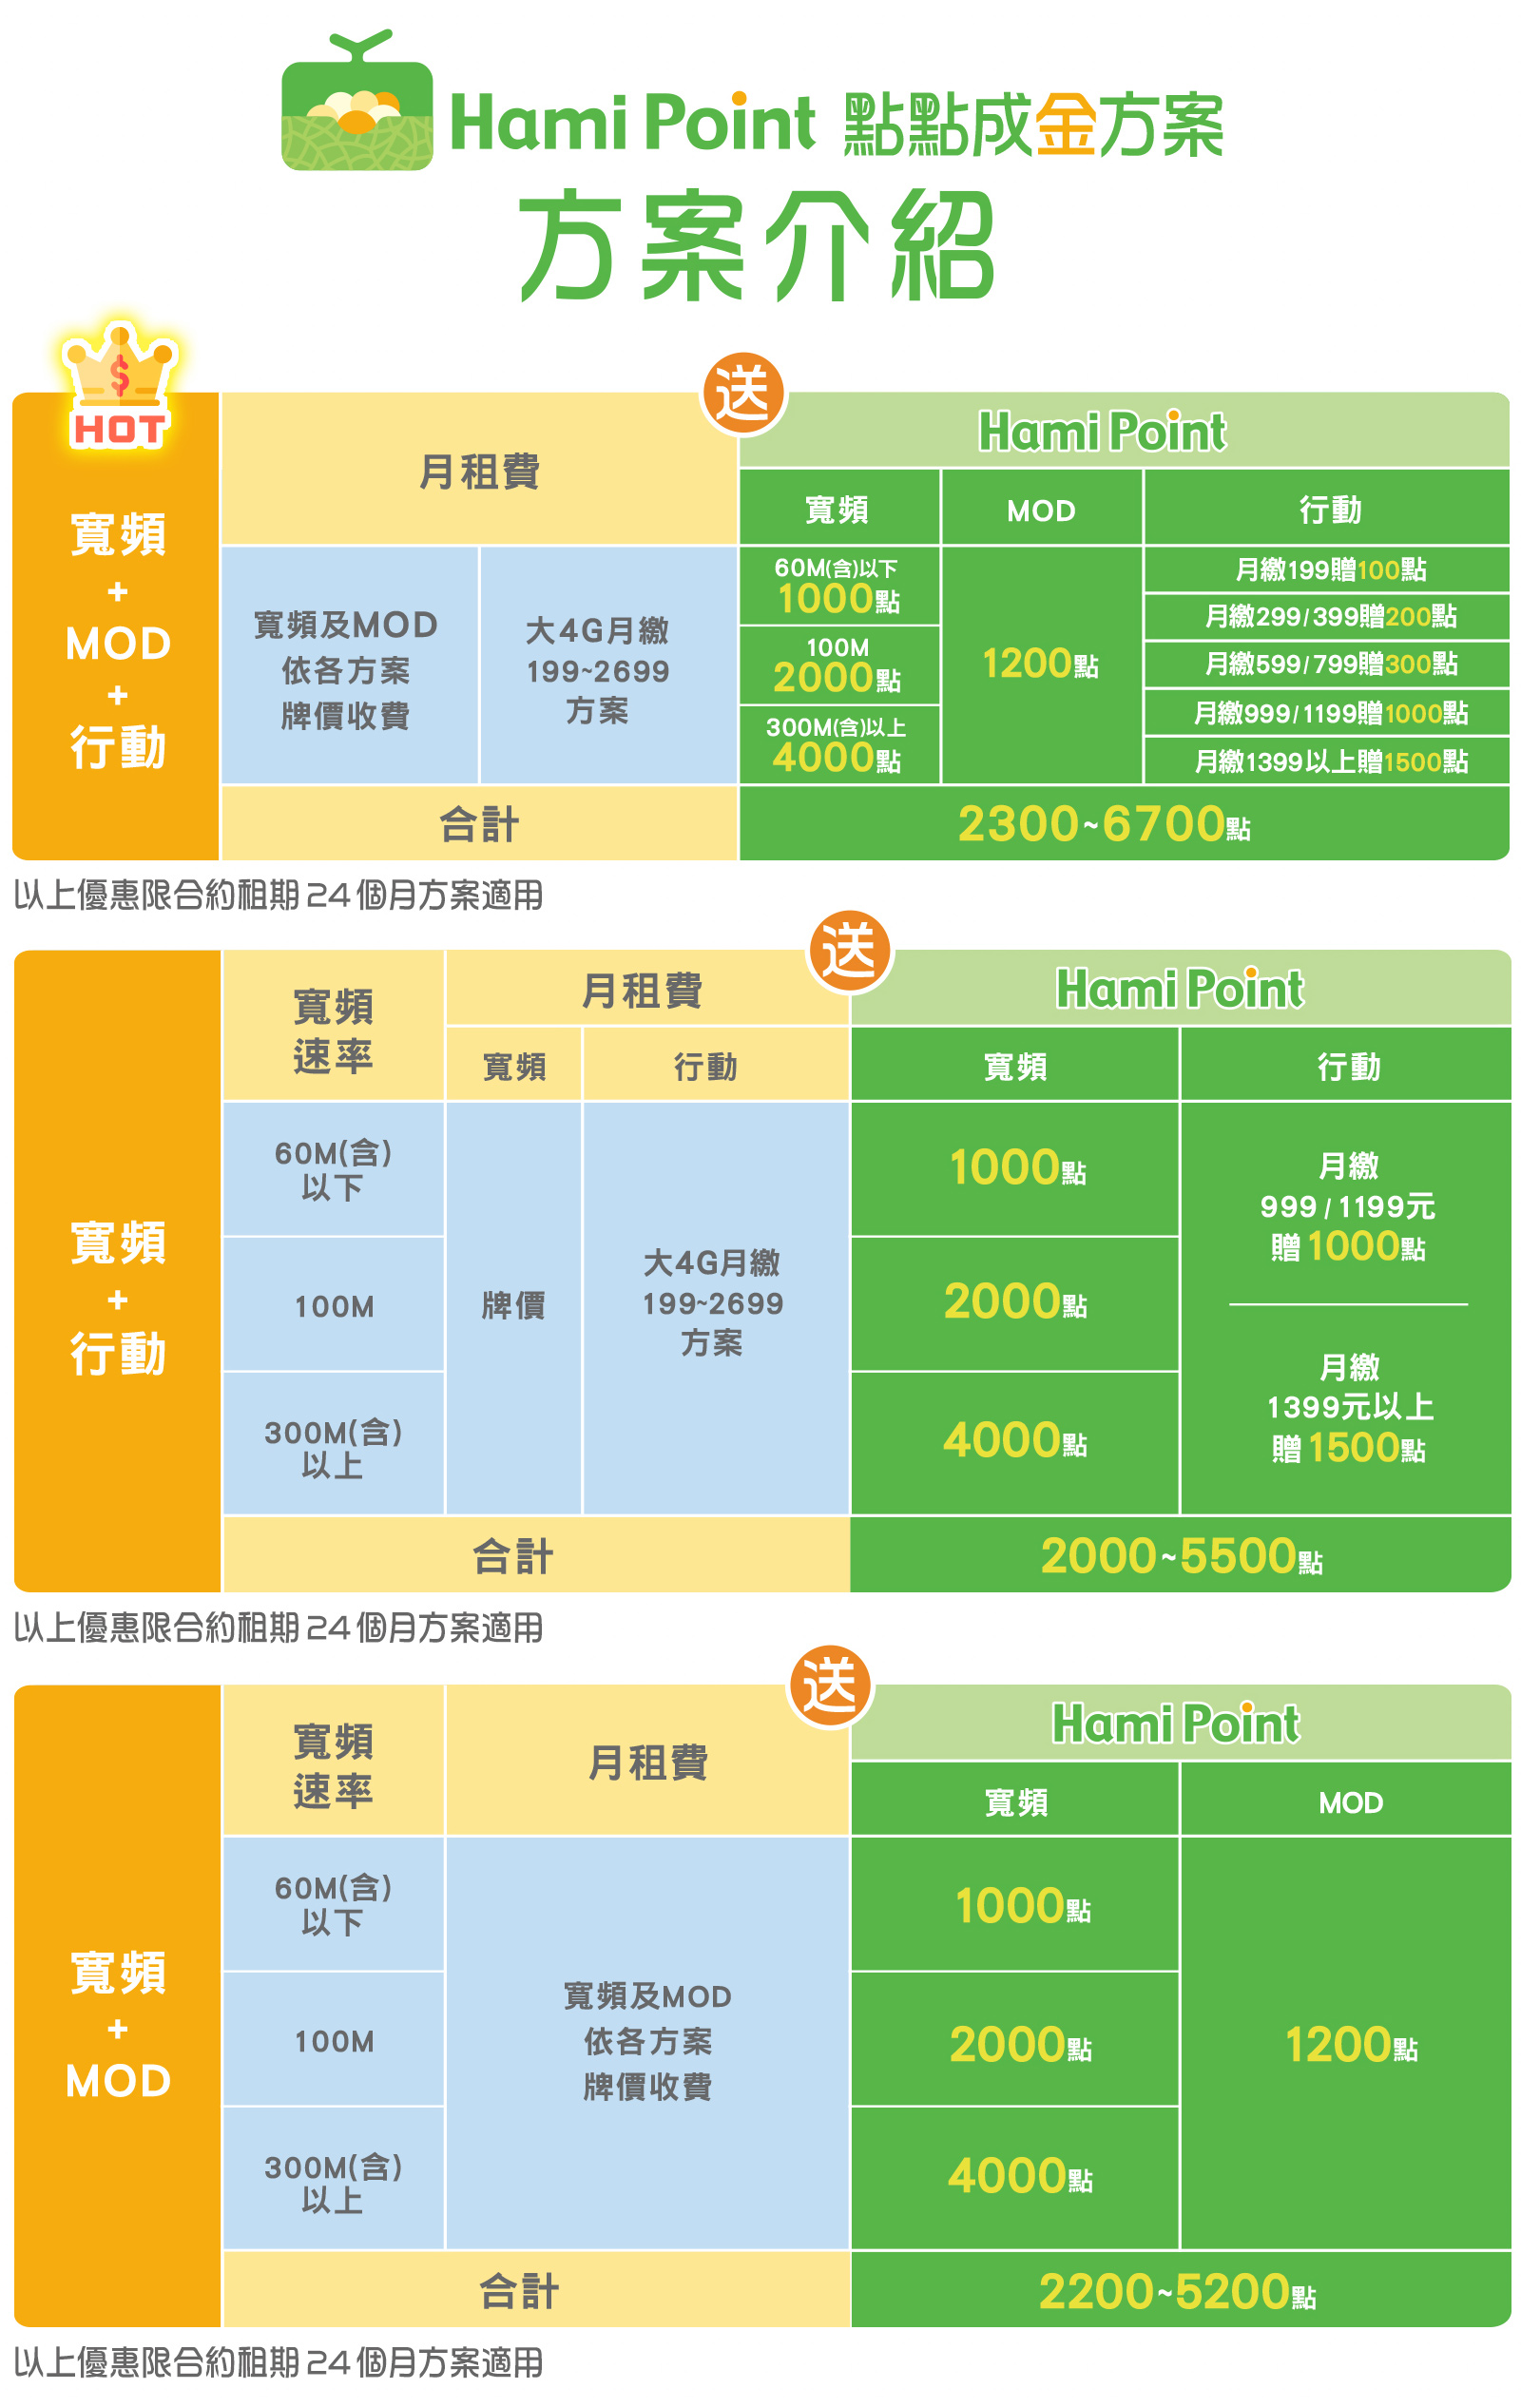 Hami Point 點點成金方案
方案介紹
HOT
寬頻
+
MOD
+
行動
月租費
送
Hami Point
寬頻
MOD
行動
寬頻及MOD
依各方案
牌價收費
大4G月繳
199~2699
方案
60M(含)以下
1000點
100M
2000點
300M(含)以上
4000點
1200點
月繳199贈100點
月繳299/399贈200點
月繳599/799贈300點
月繳999/1199贈1000點
月繳1399以上贈1500點
合計
2300~6700點
以上優惠限合約租期24個月方案適用
寬頻
+
行動
寬頻
速率
月租費
寬頻
行動
送
Hami Point
寬頻
行動
60M(含)
以下
100M
300M(含)
以上
牌價
大4G月繳
199~2699
方案
1000點
2000點
4000點
月繳
999/1199元
贈1000點
月繳
1399元以上
贈1500點
合計
2000~5500點
以上優惠限合約租期24個月方案適用
寬頻
+
MOD
寬頻
速率
月租費
送
Hami Point
寬頻
MOD
60M(含)
以下
100M
300M(含)
以上
寬頻及MOD
依各方案
牌價收費
1000點
2000點
4000點
1200點
合計
2200~5200點
以上優惠限合約租期24個月方案適用